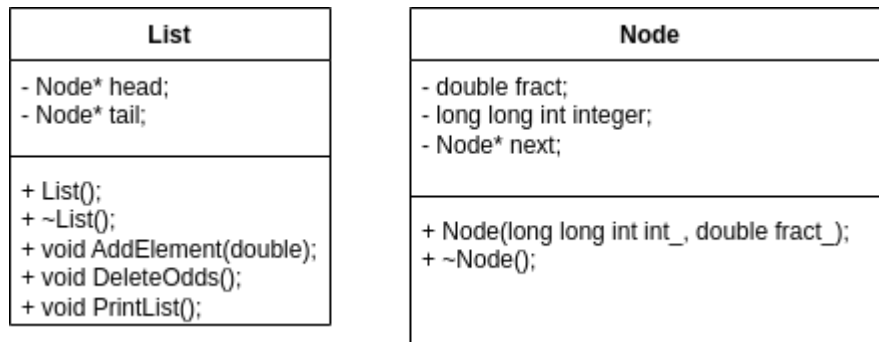 List
- Node* head;
- Node* tail;
+ List();
+ ~List();
+ void AddElement(double);
+ void DeleteOdds();
+ void PrintList();
Node
- double fract;
- long long int integer;
- Node* next;
+ Node(long long int int_, double fract_);
+ ~Node();